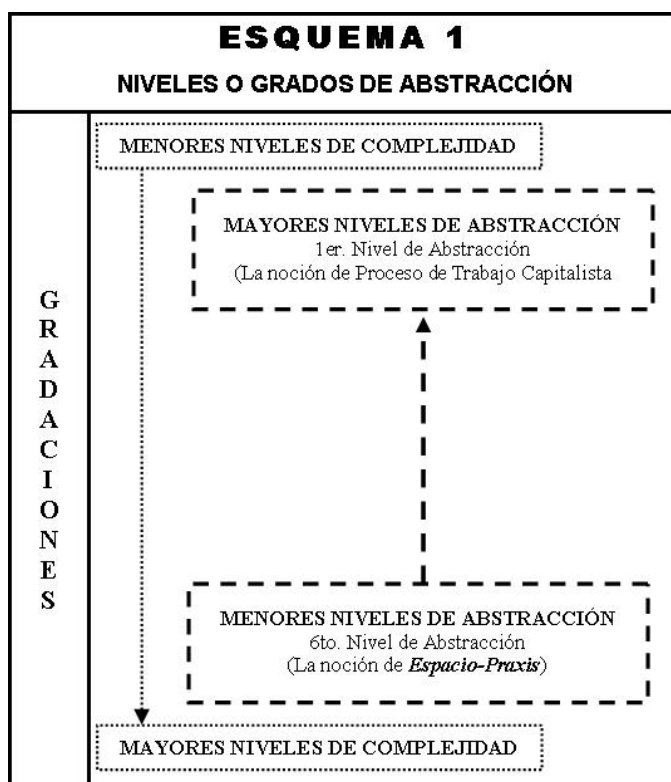 ESQUEMA 1
NIVELES O GRADOS DE ABSTRACCIÓN
GRADACIONES
MENORES NIVELES DE COMPLEJIDAD
MAYORES NIVELES DE ABSTRACCIÓN
1er. Nivel de Abstracción
(La noción de Proceso de Trabajo Capitalista
MENORES NIVELES DE ABSTRACCIÓN
6to. Nivel de Abstracción
(La noción de Espacio-Praxis)
MAYORES NIVELES DE COMPLEJIDAD